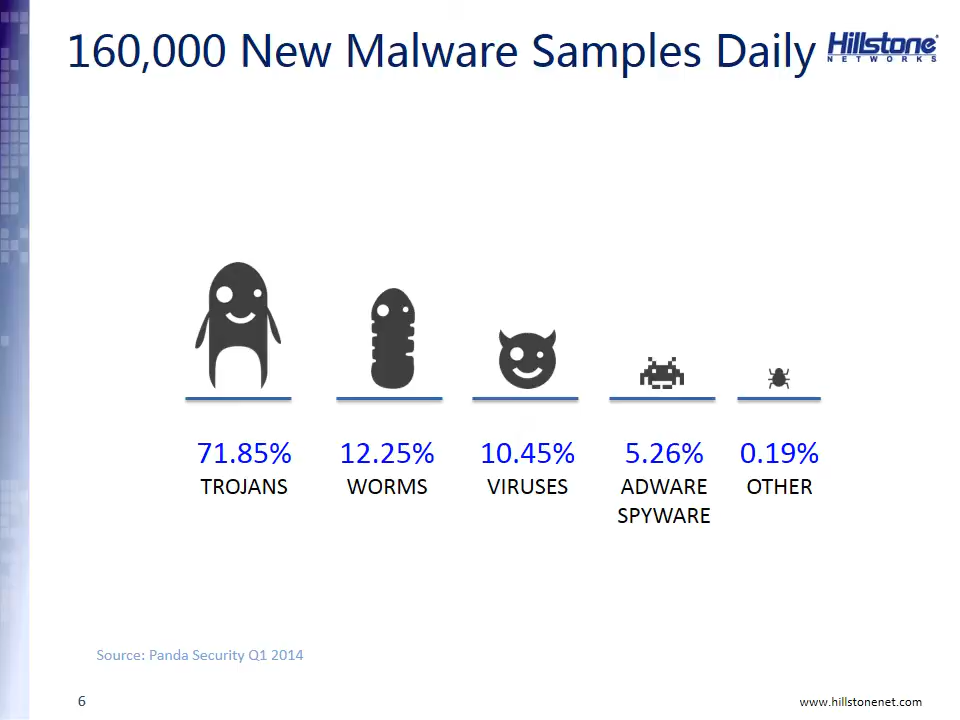 160,000 New Malware Samples Daily
Hillstone
NETWORKS
71.85% 12.25% 10.45% 5.26% 0.19%
TROJANS WORMS VIRUSES ADWARE OTHER
SPYWARE
Source: Panda Security Q1 2014
6 www.hillstonenet.com